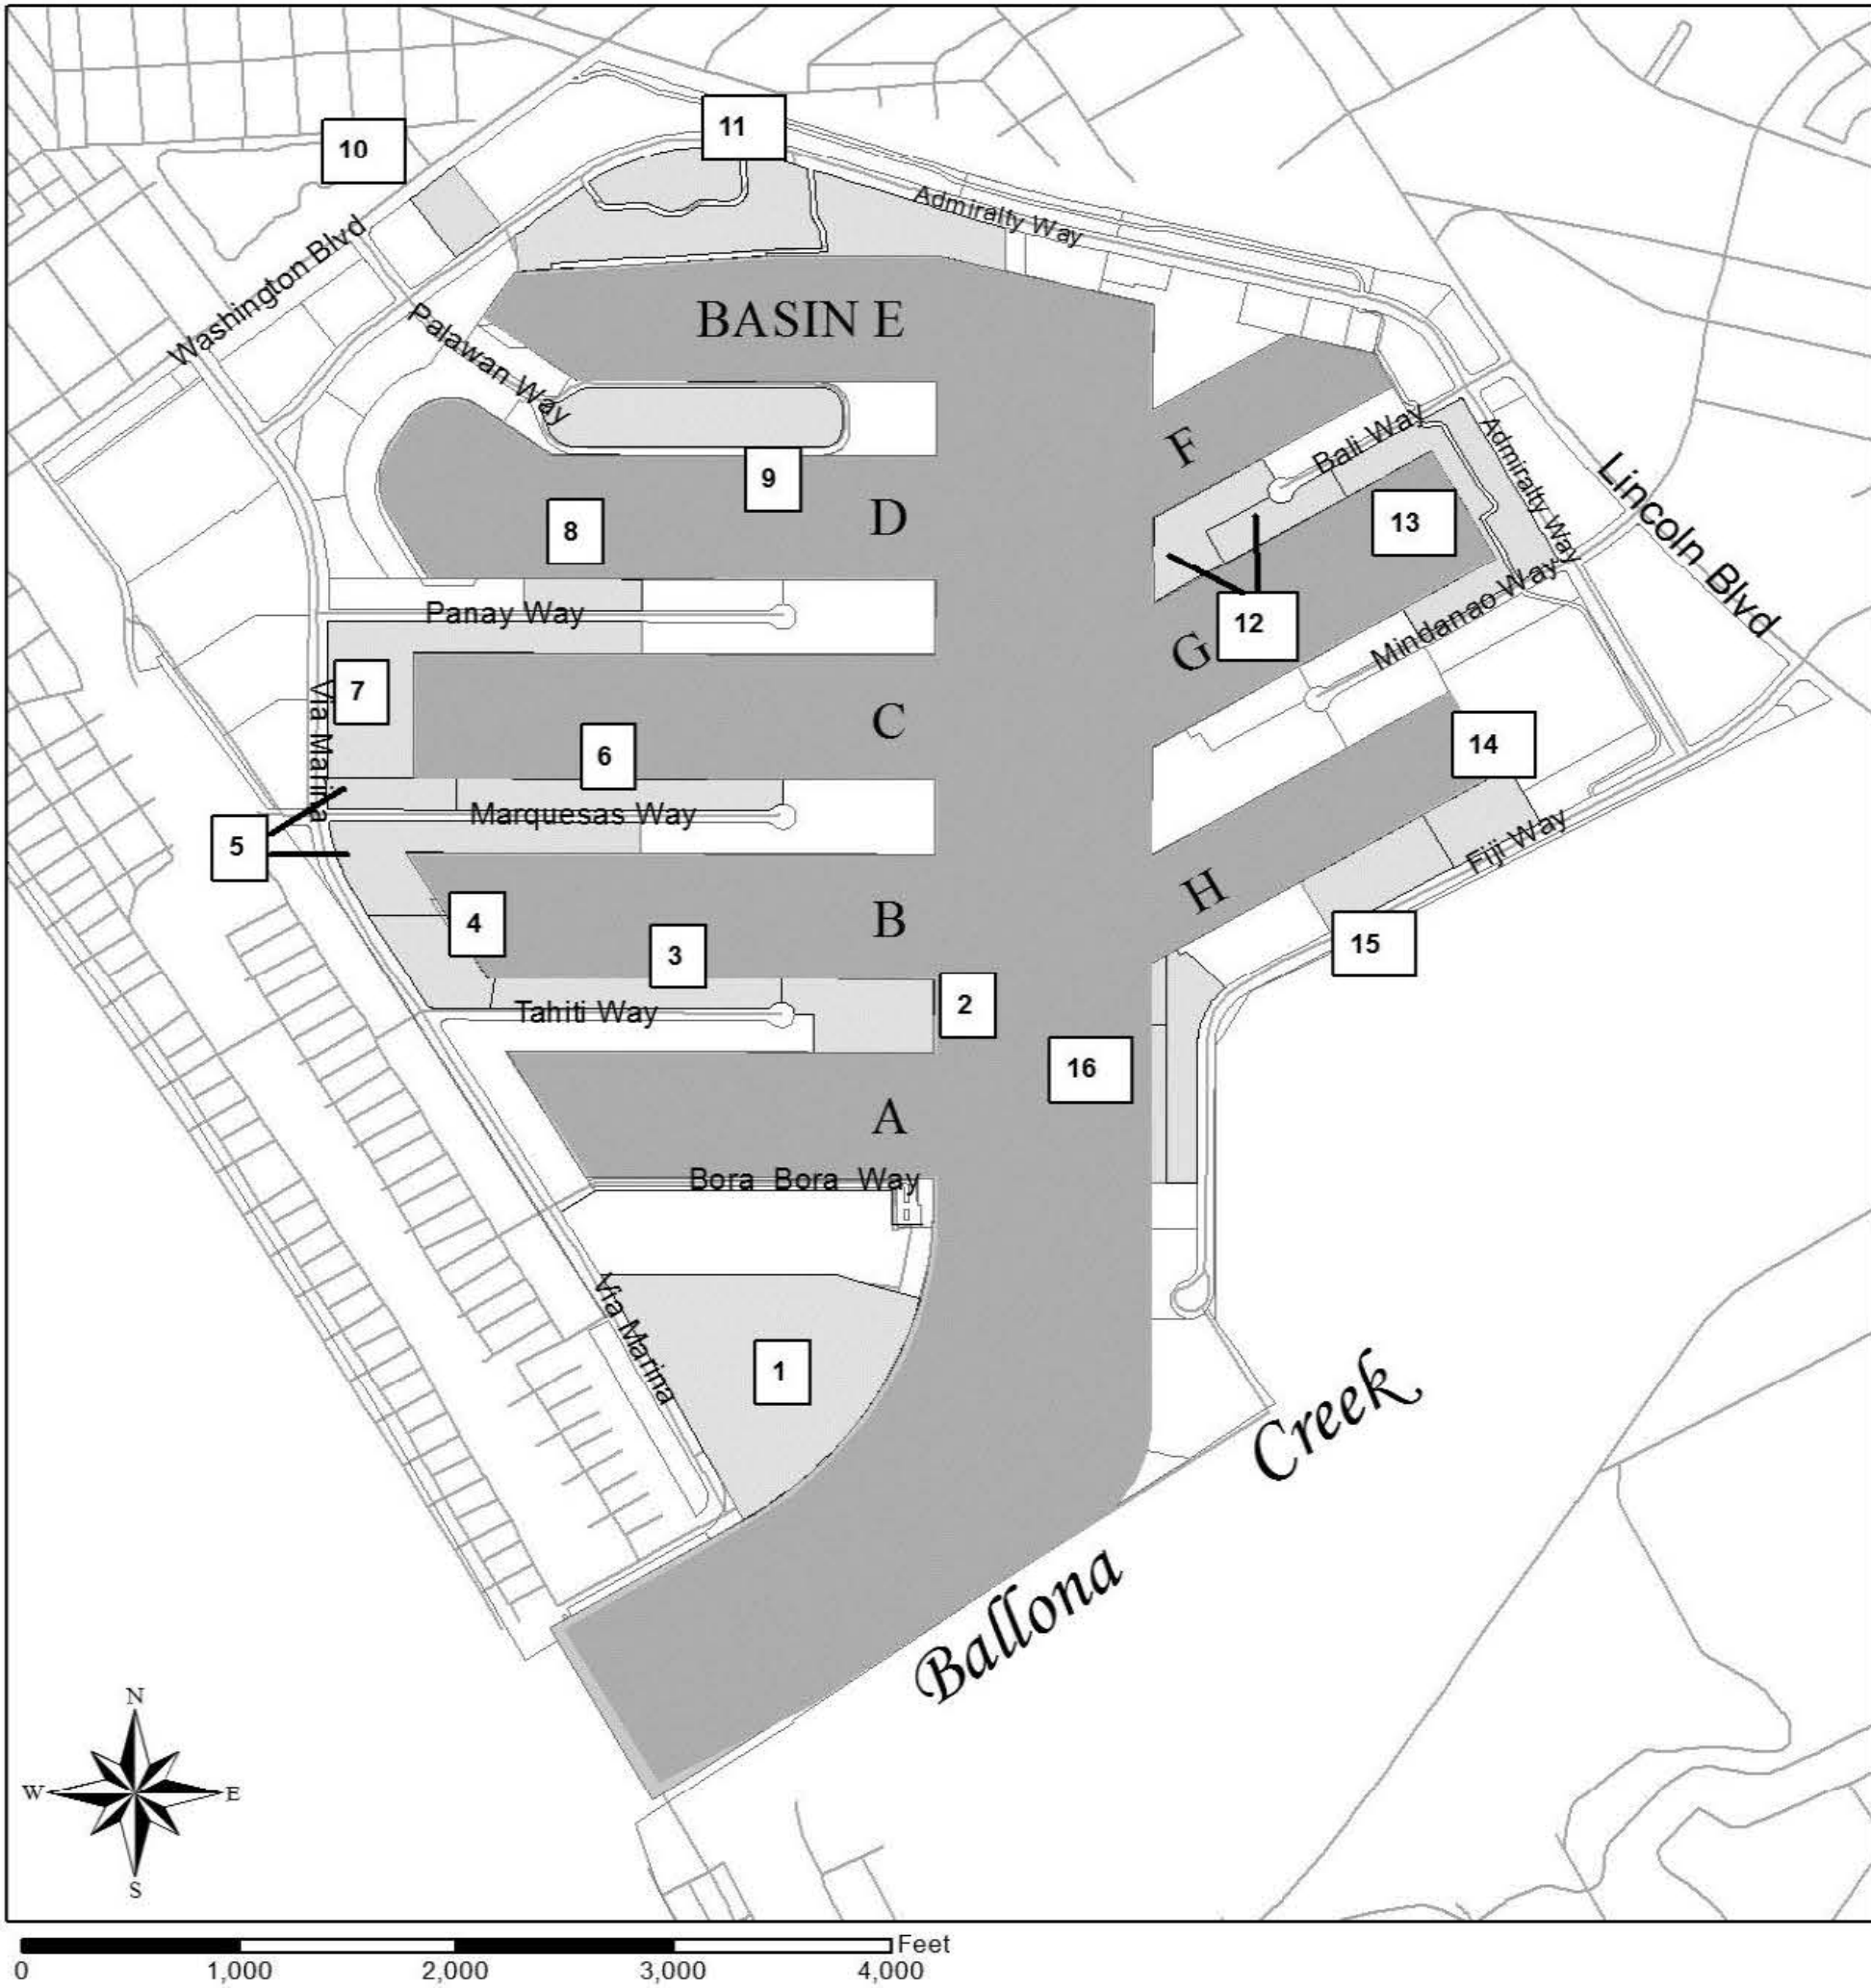 11
10
Admiralty Way
Washington Blvd
BASIN E
Palawan Way
F
Bali Way
Admiralty Way
Lincoln Blvd
9
D
8
13
Panay Way
12
Mindanao Way
G
7
Via Marina
C
6
14
Marquesas Way
5
Fiji Way
H
B
4
3
15
2
Tahiti Way
16
A
Bora Bora Way
Via Marina
1
Ballona Creek
N
W E
S
Feet
0 1,000 2,000 3,000 4,000